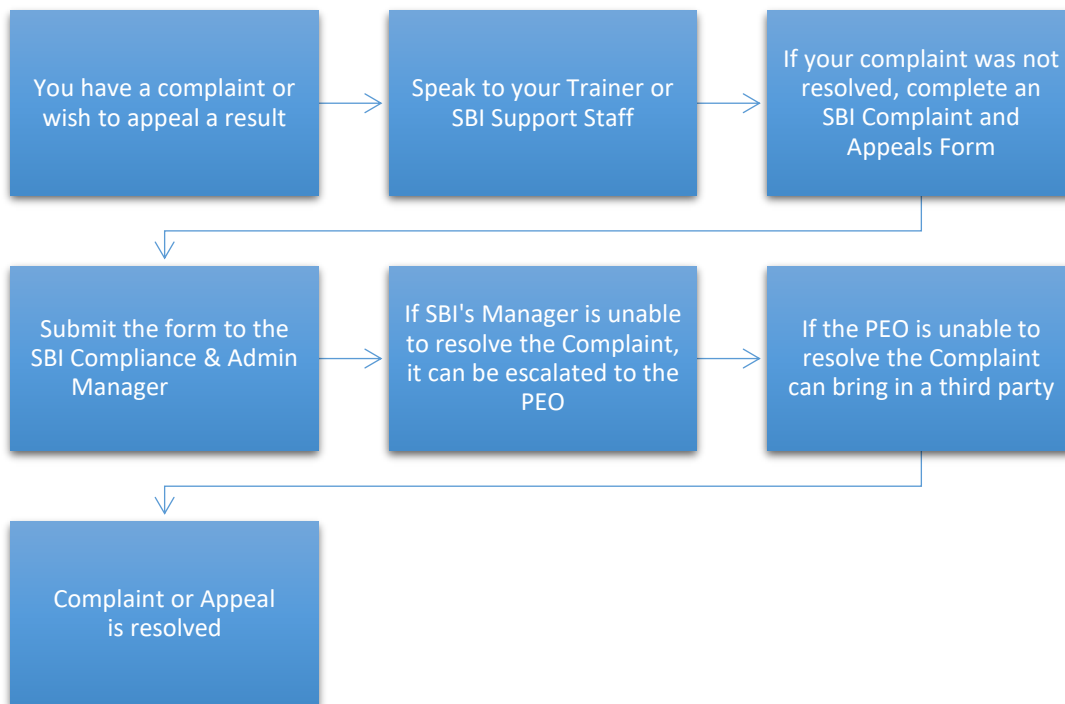 You have a complaint or
wish to appeal a result
Speak to your Trainer or
SBI Support Staff
If your complaint was not
resolved, complete an
SBI Complaint and
Appeals Form
Submit the form to the
SBI Compliance & Admin
Manager
If SBI's Manager is unable
to resolve the Complaint,
it can be escalated to the
PEO
If the PEO is unable to
resolve the Complaint
can bring in a third party
Complaint or Appeal
is resolved